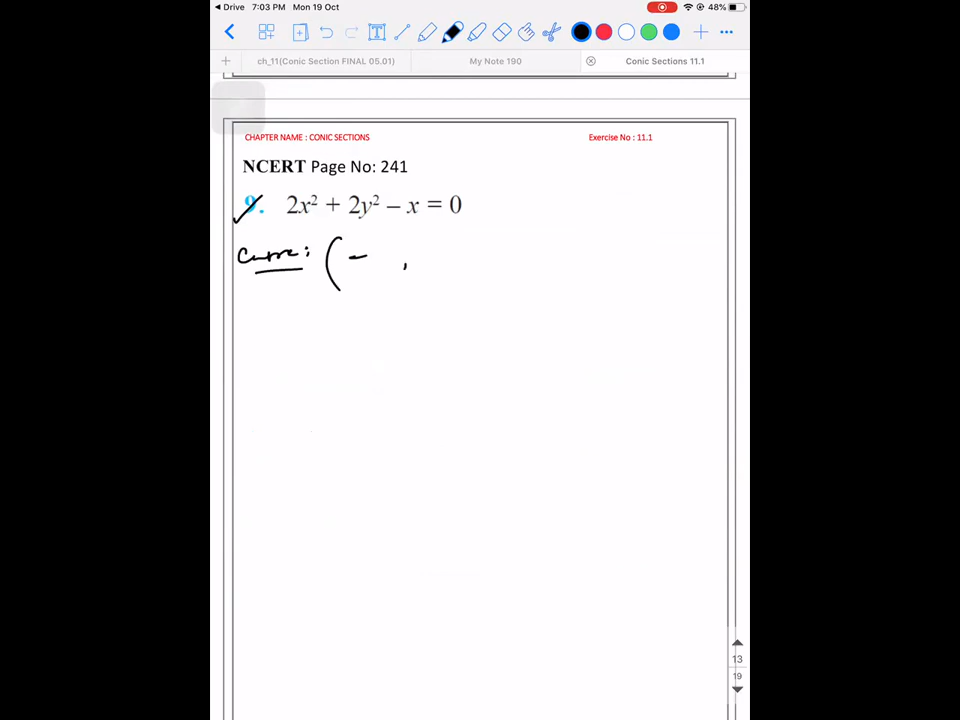 Drive 7:03 PM Mon 19 Oct 48%
ch_11(Conic Section FINAL 05.01) My Note 190 Conic Sections 11.1
CHAPTER NAME : CONIC SECTIONS Exercise No : 11.1
NCERT Page No: 241
9. 2x² + 2y² – x = 0
( – ,
13
19